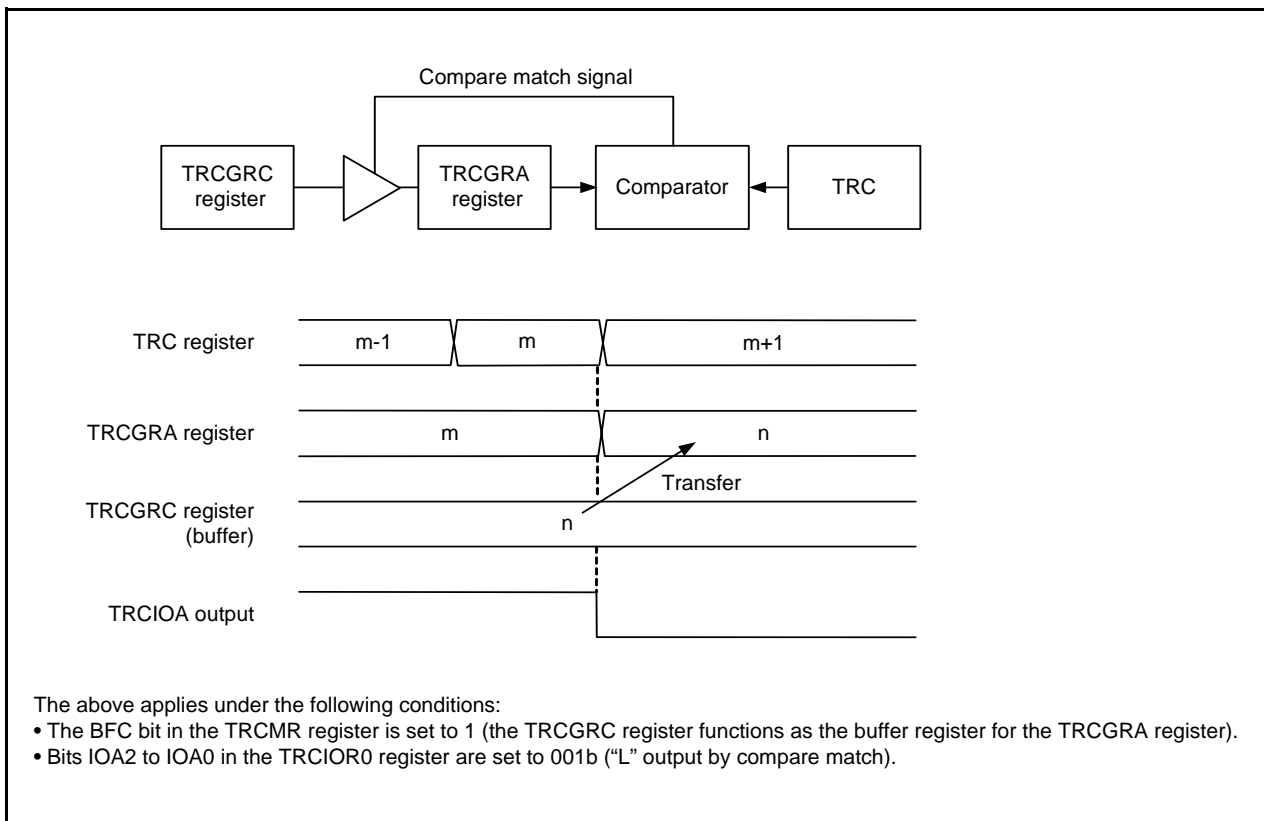 Compare match signal
TRCGRC
register
TRCGRA
register
Comparator
TRC
TRC register
m-1
m
m+1
TRCGRA register
m
n
Transfer
TRCGRC register
(buffer)
n
TRCIOA output
The above applies under the following conditions:
• The BFC bit in the TRCMR register is set to 1 (the TRCGRC register functions as the buffer register for the TRCGRA register).
• Bits IOA2 to IOA0 in the TRCIOR0 register are set to 001b (“L” output by compare match).